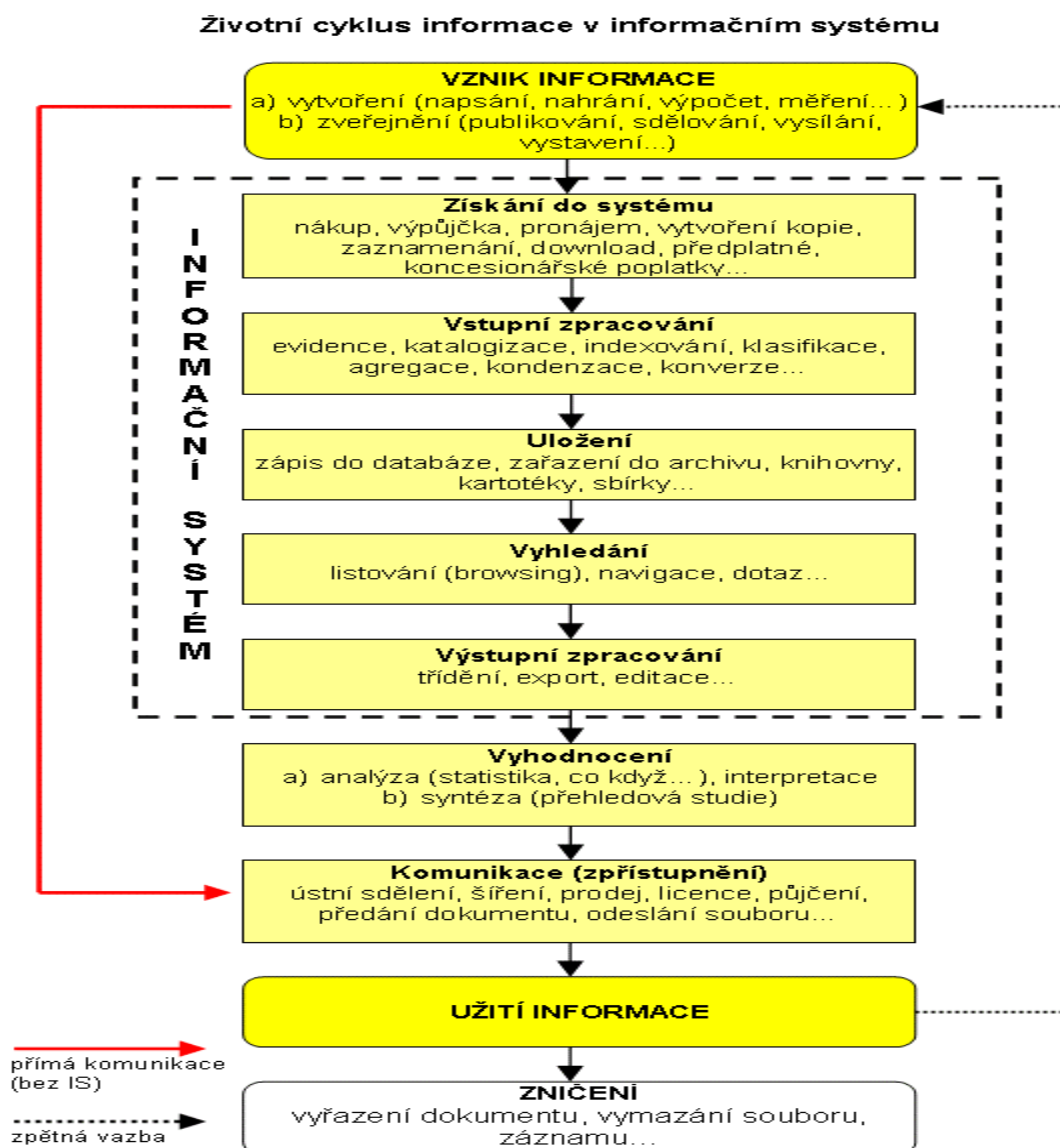 Životní cyklus informace v informačním systému
VZNIK INFORMACE
a) vytvoření (napsání, nahrání, výpočet, měření...)
b) zveřejnění (publikování, sdělování, vysílání,
vystavení...)
INFORMAČNÍ SYSTÉM
Získání do systému
nákup, výpůjčka, pronájem, vytvoření kopie,
zaznamenání, download, předplatné,
koncesionářské poplatky...
Vstupní zpracování
evidence, katalogizace, indexování, klasifikace,
agregace, kondenzace, konverze...
Uložení
zápis do databáze, zařazení do archivu, knihovny,
kartotéky, sbírky...
Vyhledání
listování (browsing), navigace, dotaz...
Výstupní zpracování
třídění, export, editace...
Vyhodnocení
a) analýza (statistika, co když...), interpretace
b) syntéza (přehledová studie)
Komunikace (zpřístupnění)
ústní sdělení, šíření, prodej, licence, půjčení,
předání dokumentu, odeslání souboru...
UŽITÍ INFORMACE
přímá komunikace
(bez IS)
zpětná vazba
ZNIČENÍ
vyřazení dokumentu, vymazání souboru,
záznamu...